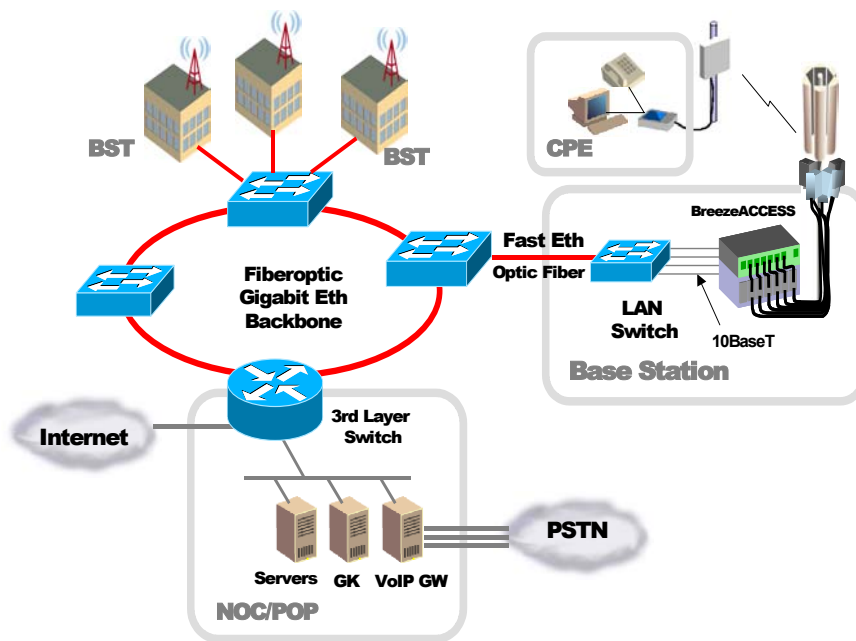 BST
BST
CPE
BreezeACCESS
Fast Eth
Optic Fiber
Fiberoptic
Gigabit Eth
Backbone
LAN
Switch
10BaseT
Base Station
Internet
3rd Layer
Switch
PSTN
Servers
GK
VoIP GW
NOC/POP